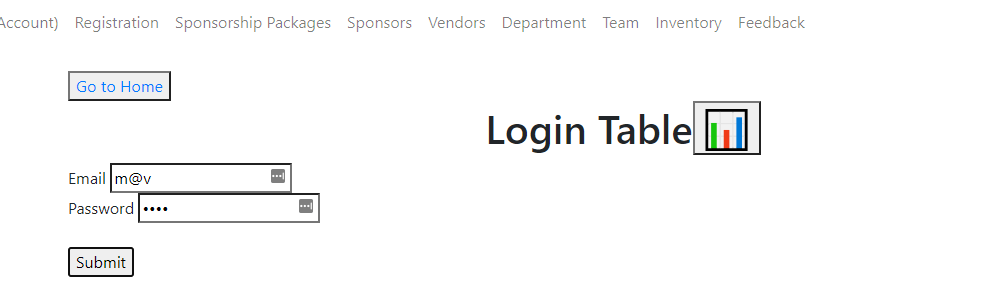 Account) Registration Sponsorship Packages Sponsors Vendors Department Team Inventory Feedback
Go to Home
Login Table
Email m@v
Password ••••
Submit